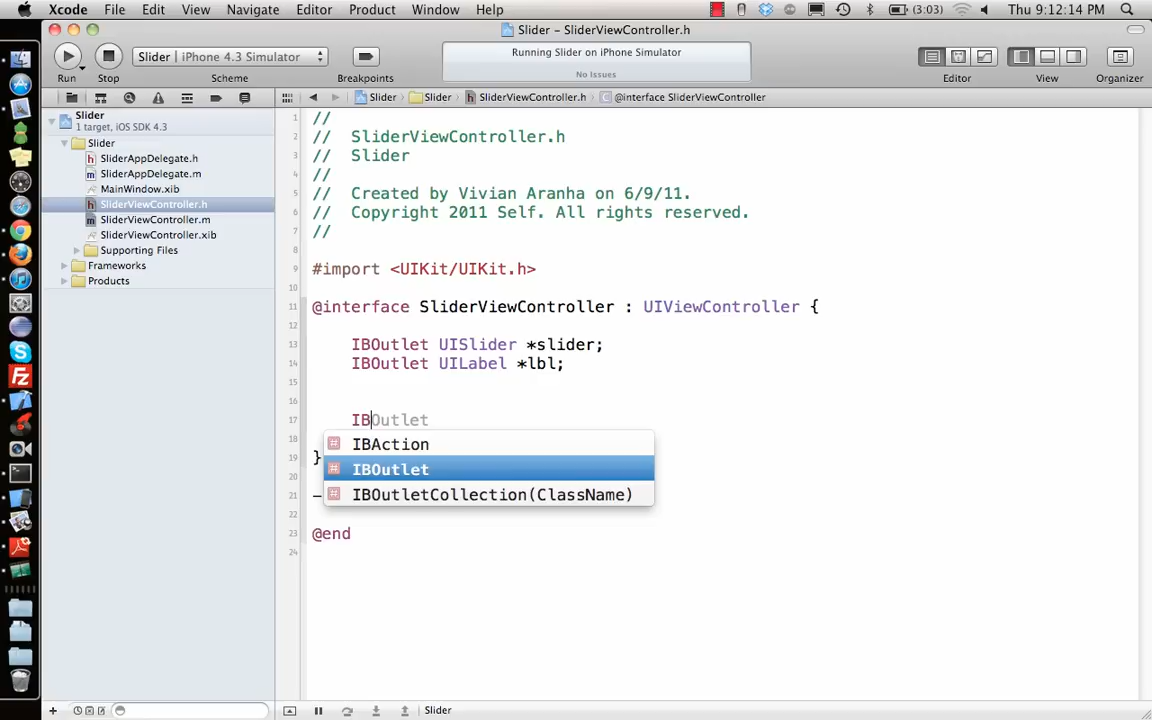 Xcode File Edit View Navigate Editor Product Window Help (3:03) Thu 9:12:14 PM
Slider – SliderViewController.h
Running Slider on iPhone Simulator
No Issues
Slider | iPhone 4.3 Simulator
Run Stop Scheme Breakpoints Editor View Organizer
Slider Slider SliderViewController.h @interface SliderViewController
Slider
1 target, iOS SDK 4.3
Slider
SliderAppDelegate.h
SliderAppDelegate.m
MainWindow.xib
SliderViewController.h
SliderViewController.m
SliderViewController.xib
Supporting Files
Frameworks
Products
1 //
2 // SliderViewController.h
3 // Slider
4 //
5 // Created by Vivian Aranha on 6/9/11.
6 // Copyright 2011 Self. All rights reserved.
7 //
8
9 #import <UIKit/UIKit.h>
10
11 @interface SliderViewController : UIViewController {
12
13 IBOutlet UISlider *slider;
14 IBOutlet UILabel *lbl;
15
16
17 IBOutlet
18
19 }
20
21 -
22
23 @end
24
IBAction
IBOutlet
IBOutletCollection(ClassName)
Slider